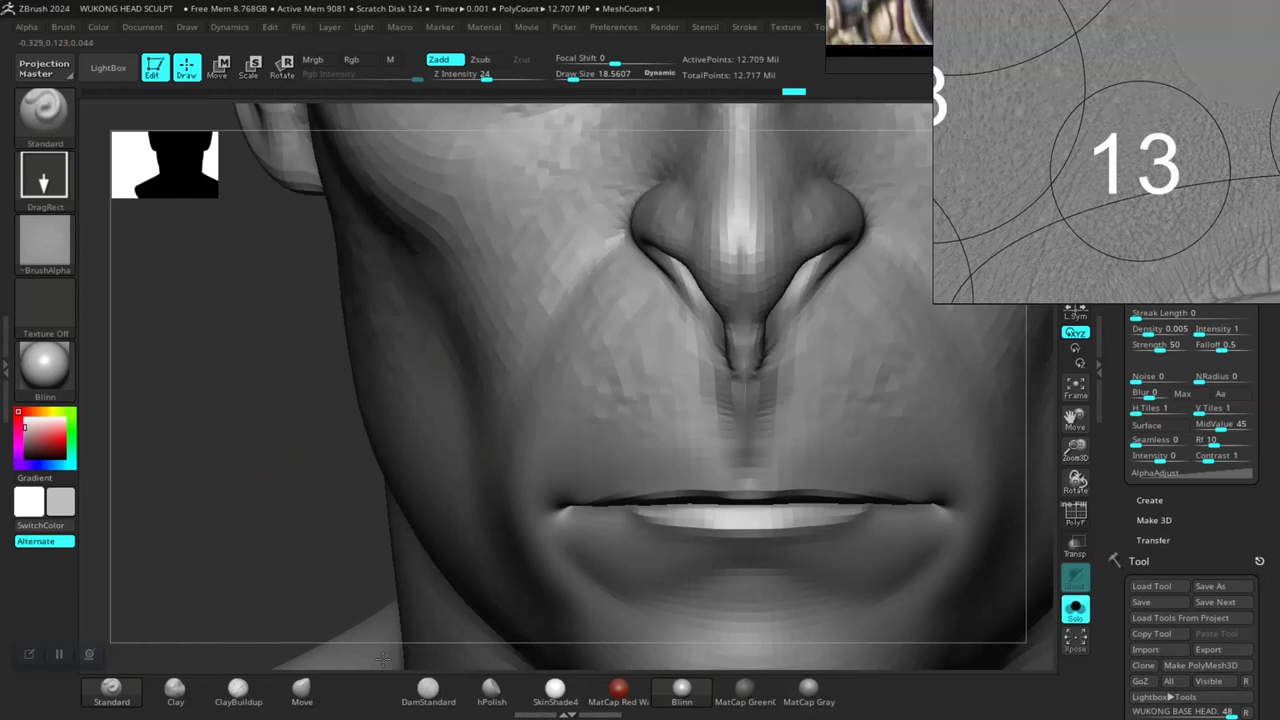 ZBrush 2024 WUKONG HEAD SCULPT • Free Mem 8.768GB • Active Mem 9081 • Scratch Disk 124 • Timer▶0.001 • PolyCount▶12.707 MP • MeshCount▶1
Alpha Brush Color Document Draw Dynamics Edit File Layer Light Macro Marker Material Movie Picker Preferences Render Stencil Stroke Texture
-0.329,0.123,0.044
Projection Master
LightBox
Edit Draw Move Scale Rotate
Mrgb Rgb M
Rgb Intensity
Zadd Zsub Zcut
Z Intensity 24
Focal Shift 0
Draw Size 18.5607 Dynamic
ActivePoints: 12.709 Mil
TotalPoints: 12.717 Mil
Standard
DragRect
~BrushAlpha
Texture Off
Blinn
Gradient
SwitchColor
Alternate
13
L.Sym
XYZ
Frame
Move
Zoom3D
Rotate
PolyF
Transp
Ghost
Solo
Xpose
Streak Length 0
Density 0.005 Intensity 1
Strength 50 Falloff 0.5
Noise 0 NRadius 0
Blur 0 Max Aa
H Tiles 1 V Tiles 1
Surface MidValue 45
Seamless 0 Rf 10
Intensity 0 Contrast 1
AlphaAdjust
Create
Make 3D
Transfer
Tool
Load Tool Save As
Save Save Next
Load Tools From Project
Copy Tool Paste Tool
Import Export
Clone Make PolyMesh3D
GoZ All Visible R
Lightbox▶Tools
WUKONG BASE HEAD. 48 R
Standard Clay ClayBuildup Move DamStandard hPolish SkinShade4 MatCap Red Wa Blinn MatCap GreenC MatCap Gray